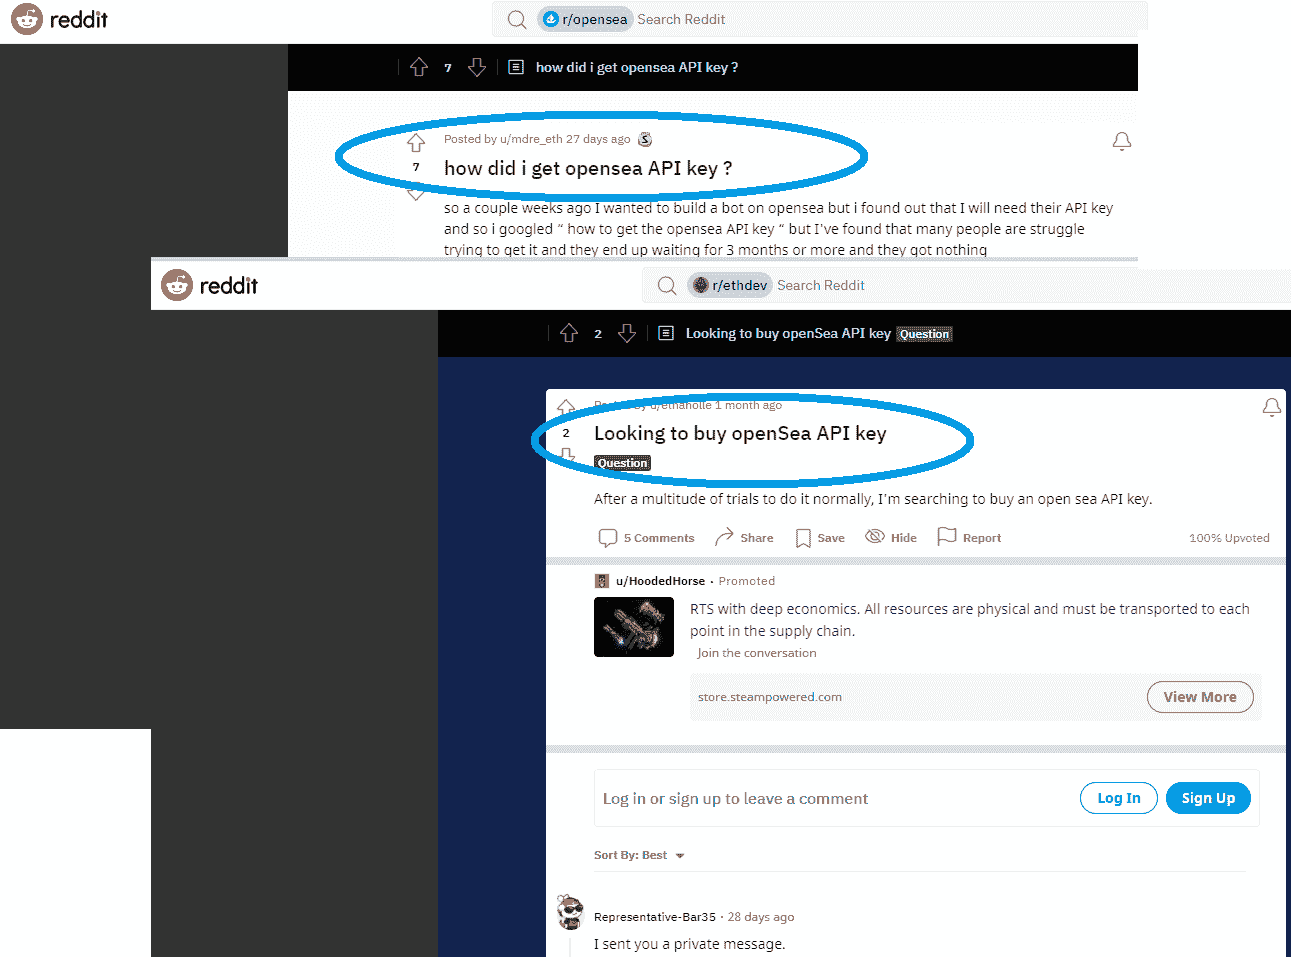 reddit
r/opensea Search Reddit
7 how did i get opensea API key ?
Posted by u/mdre_eth 27 days ago
7
how did i get opensea API key ?
so a couple weeks ago I wanted to build a bot on opensea but i found out that I will need their API key
and so i googled “ how to get the opensea API key “ but I've found that many people are struggle
trying to get it and they end up waiting for 3 months or more and they got nothing
reddit
r/ethdev Search Reddit
2 Looking to buy openSea API key Question
Posted by u/ethaholle 1 month ago
2
Looking to buy openSea API key
Question
After a multitude of trials to do it normally, I'm searching to buy an open sea API key.
5 Comments Share Save Hide Report 100% Upvoted
u/HoodedHorse · Promoted
RTS with deep economics. All resources are physical and must be transported to each
point in the supply chain.
Join the conversation
store.steampowered.com View More
Log in or sign up to leave a comment Log In Sign Up
Sort By: Best
Representative-Bar35 · 28 days ago
I sent you a private message.